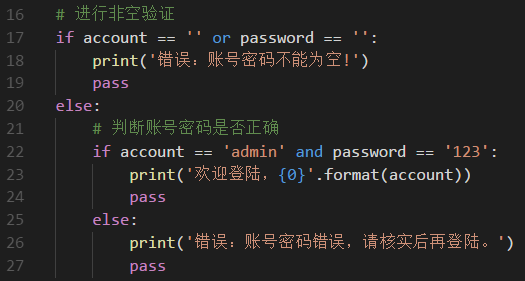 16 # 进行非空验证
17 if account == '' or password == '':
18 print('错误：账号密码不能为空!')
19 pass
20 else:
21 # 判断账号密码是否正确
22 if account == 'admin' and password == '123':
23 print('欢迎登陆，{0}'.format(account))
24 pass
25 else:
26 print('错误：账号密码错误，请核实后再登陆。')
27 pass